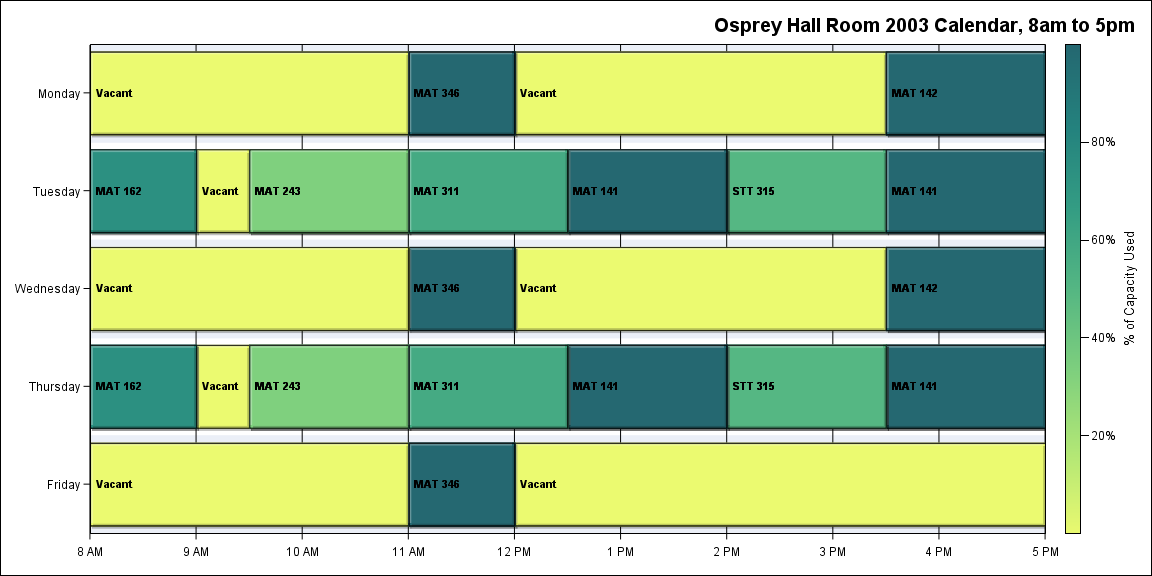 Osprey Hall Room 2003 Calendar, 8am to 5pm
Monday
Vacant
MAT 346
Vacant
MAT 142
Tuesday
MAT 162
Vacant
MAT 243
MAT 311
MAT 141
STT 315
MAT 141
Wednesday
Vacant
MAT 346
Vacant
MAT 142
Thursday
MAT 162
Vacant
MAT 243
MAT 311
MAT 141
STT 315
MAT 141
Friday
Vacant
MAT 346
Vacant
8 AM
9 AM
10 AM
11 AM
12 PM
1 PM
2 PM
3 PM
4 PM
5 PM
80%
60%
40%
20%
% of Capacity Used